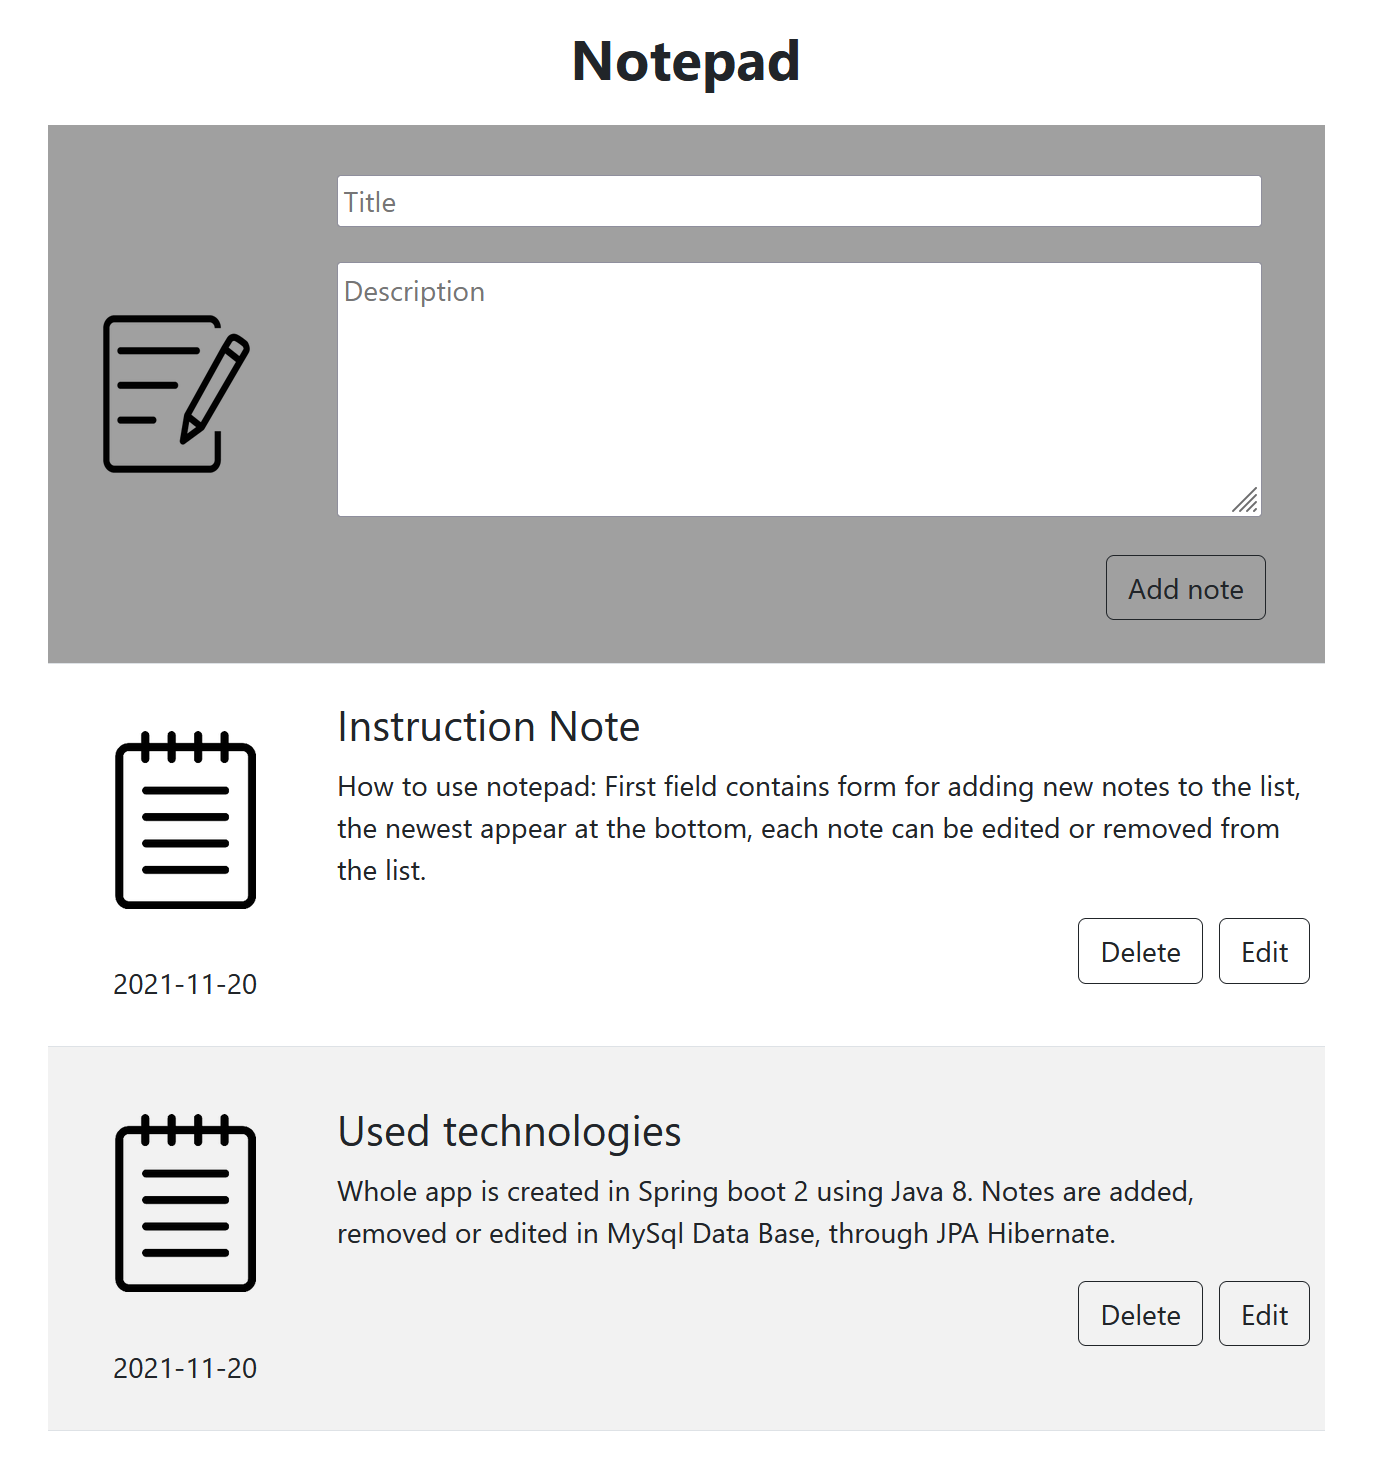 Notepad
Title
Description
Add note
Instruction Note
How to use notepad: First field contains form for adding new notes to the list,
the newest appear at the bottom, each note can be edited or removed from
the list.
Delete
Edit
2021-11-20
Used technologies
Whole app is created in Spring boot 2 using Java 8. Notes are added,
removed or edited in MySql Data Base, through JPA Hibernate.
Delete
Edit
2021-11-20